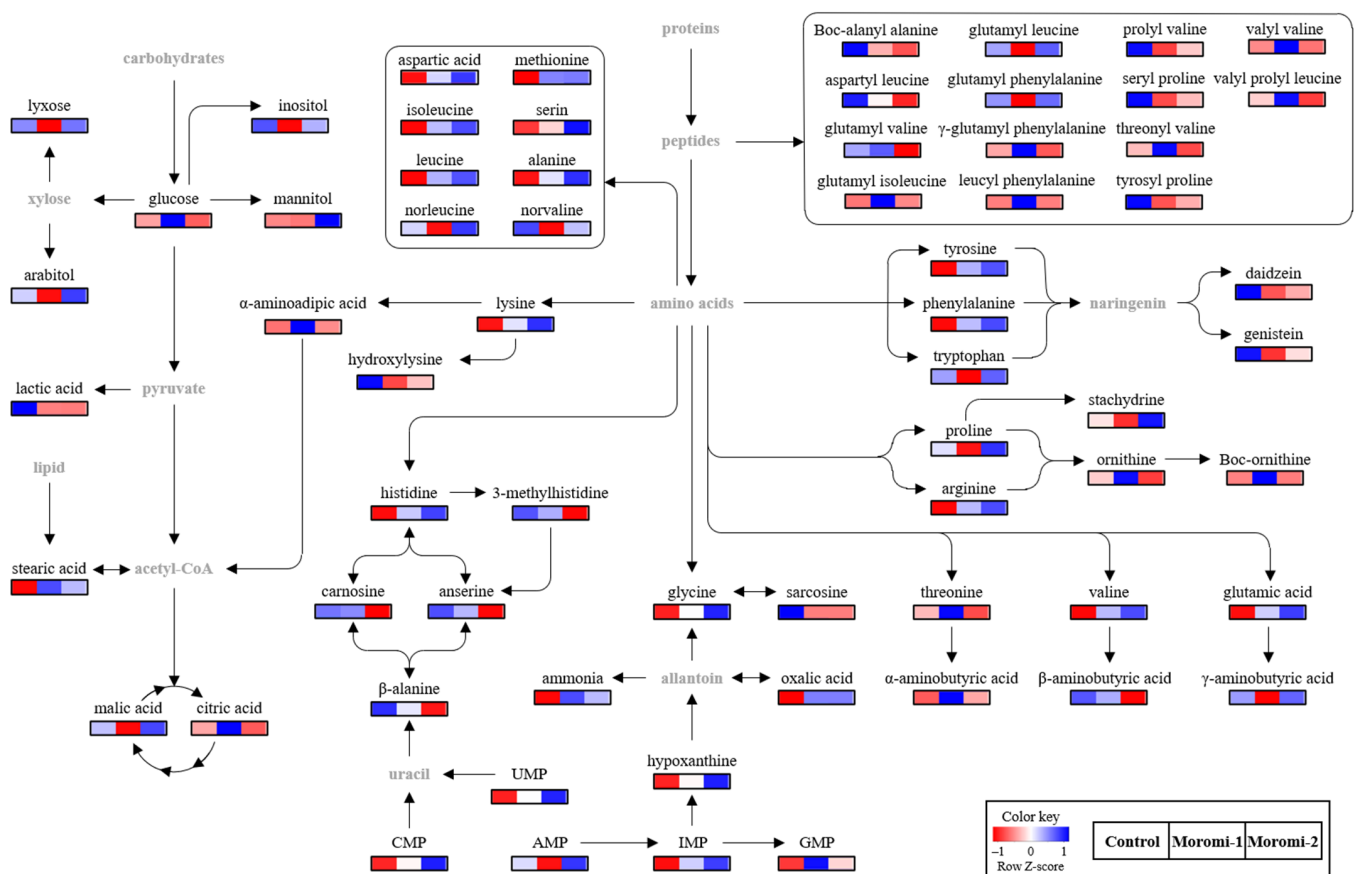 proteins
carbohydrates
lyxose
inositol
xylose
glucose
mannitol
arabitol
lactic acid
pyruvate
lipid
stearic acid
acetyl-CoA
malic acid
citric acid
aspartic acid
methionine
isoleucine
serin
leucine
alanine
norleucine
norvaline
peptides
Boc-alanyl alanine
glutamyl leucine
prolyl valine
valyl valine
aspartyl leucine
glutamyl phenylalanine
seryl proline
valyl prolyl leucine
glutamyl valine
γ-glutamyl phenylalanine
threonyl valine
glutamyl isoleucine
leucyl phenylalanine
tyrosyl proline
α-aminoadipic acid
lysine
amino acids
hydroxylysine
tyrosine
phenylalanine
tryptophan
naringenin
daidzein
genistein
stachydrine
proline
arginine
ornithine
Boc-ornithine
histidine
3-methylhistidine
carnosine
anserine
β-alanine
uracil
UMP
CMP
glycine
sarcosine
threonine
valine
glutamic acid
ammonia
allantoin
oxalic acid
α-aminobutyric acid
β-aminobutyric acid
γ-aminobutyric acid
hypoxanthine
AMP
IMP
GMP
Color key
−1 0 1
Row Z-score
Control Moromi-1 Moromi-2